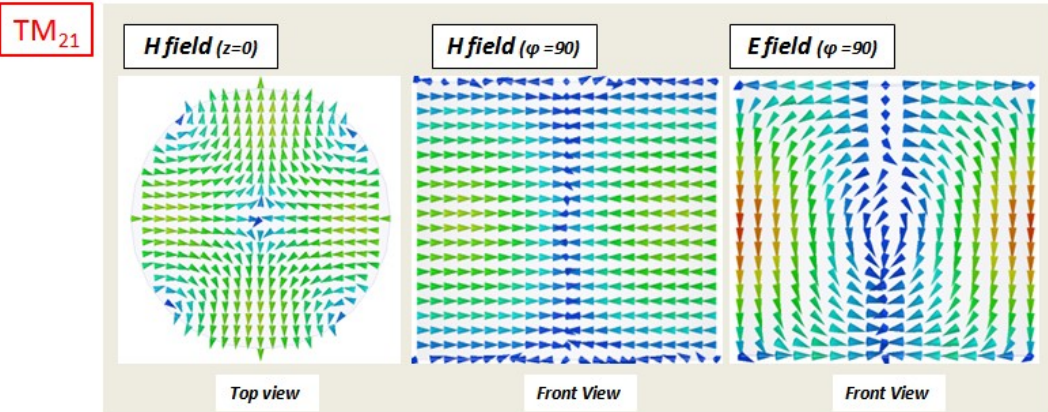 TM₂₁
H field (z=0)
H field (φ =90)
E field (φ =90)
Top view
Front View
Front View